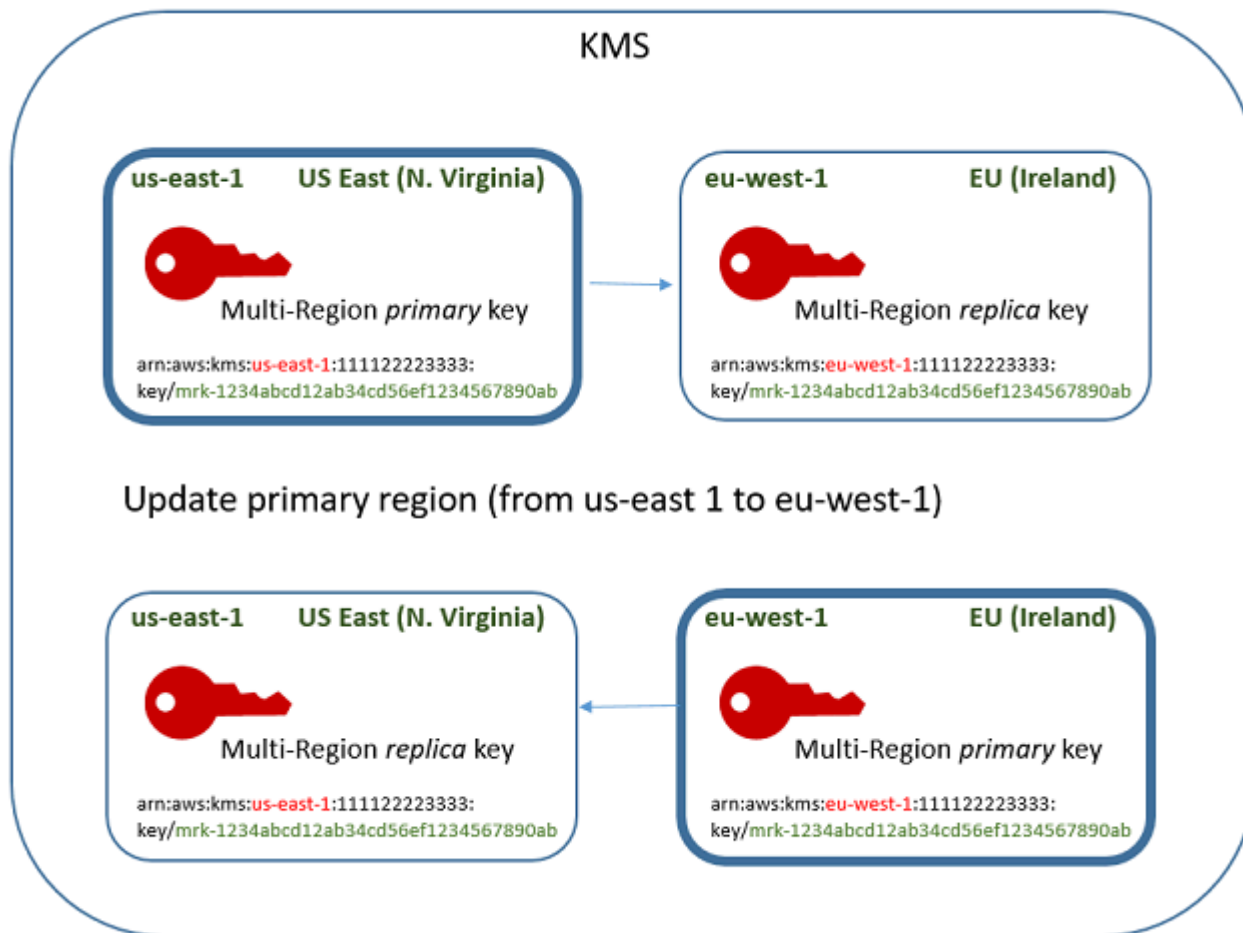 KMS
us-east-1 US East (N. Virginia)
Multi-Region primary key
arn:aws:kms:us-east-1:111122223333:
key/mrk-1234abcd12ab34cd56ef1234567890ab
eu-west-1 EU (Ireland)
Multi-Region replica key
arn:aws:kms:eu-west-1:111122223333:
key/mrk-1234abcd12ab34cd56ef1234567890ab
Update primary region (from us-east 1 to eu-west-1)
us-east-1 US East (N. Virginia)
Multi-Region replica key
arn:aws:kms:us-east-1:111122223333:
key/mrk-1234abcd12ab34cd56ef1234567890ab
eu-west-1 EU (Ireland)
Multi-Region primary key
arn:aws:kms:eu-west-1:111122223333:
key/mrk-1234abcd12ab34cd56ef1234567890ab